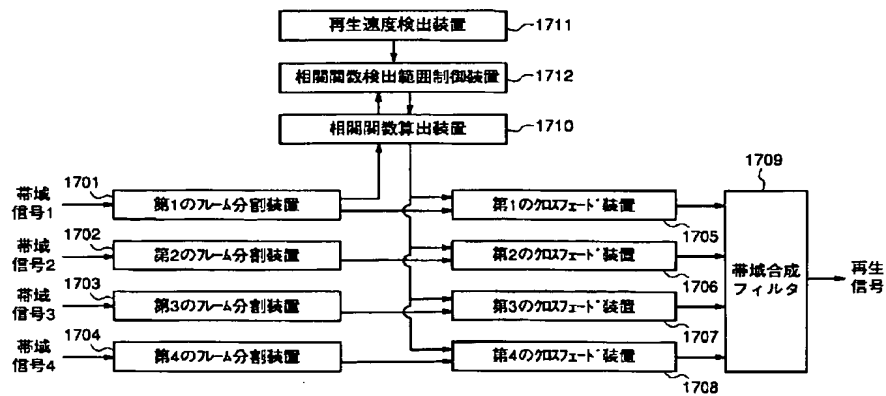 再生速度検出装置
1711
相関関数検出範囲制御装置
1712
相関関数算出装置
1710
1709
帯域
信号1
1701
第1のフレーム分割装置
第1のクロスフェード装置
1705
帯域
信号2
1702
第2のフレーム分割装置
第2のクロスフェード装置
1706
帯域合成
フィルタ
再生
信号
帯域
信号3
1703
第3のフレーム分割装置
第3のクロスフェード装置
1707
帯域
信号4
1704
第4のフレーム分割装置
第4のクロスフェード装置
1708